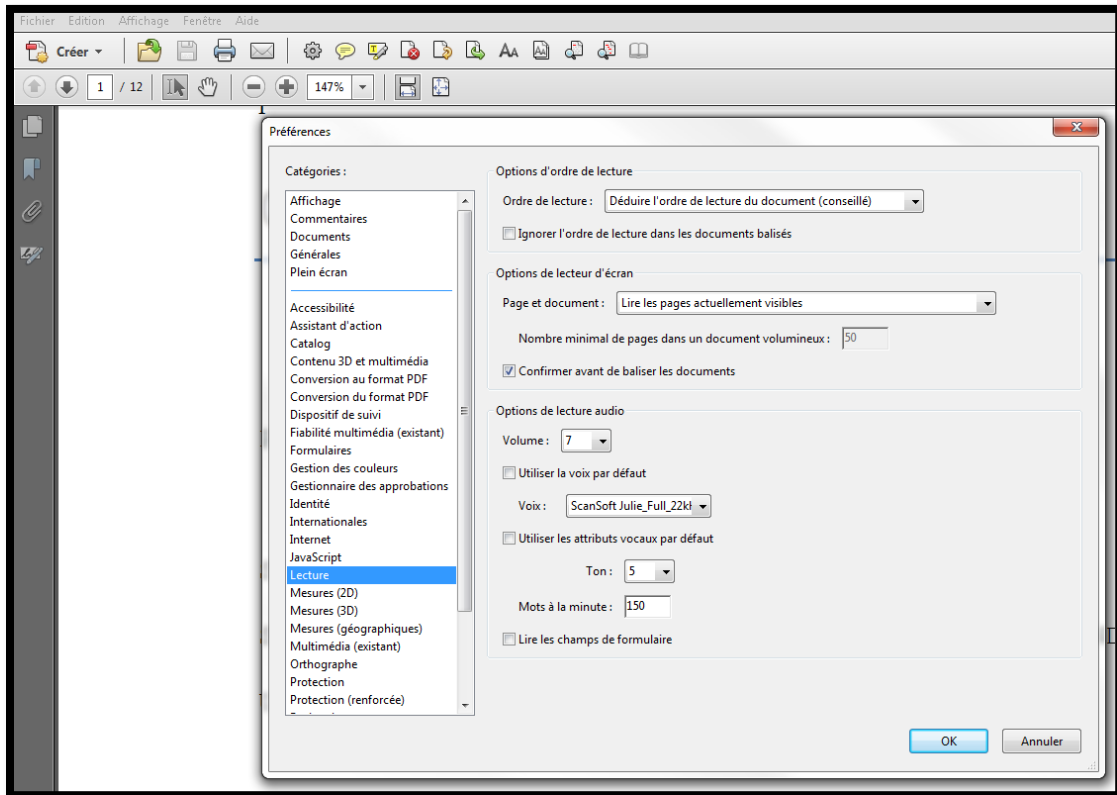 Fichier Edition Affichage Fenêtre Aide
Créer
1 / 12 147%
Préférences
Catégories :
Affichage
Commentaires
Documents
Générales
Plein écran
Accessibilité
Assistant d'action
Catalog
Contenu 3D et multimédia
Conversion au format PDF
Conversion du format PDF
Dispositif de suivi
Fiabilité multimédia (existant)
Formulaires
Gestion des couleurs
Gestionnaire des approbations
Identité
Internationales
Internet
JavaScript
Lecture
Mesures (2D)
Mesures (3D)
Mesures (géographiques)
Multimédia (existant)
Orthographe
Protection
Protection (renforcée)
Options d'ordre de lecture
Ordre de lecture : Déduire l'ordre de lecture du document (conseillé)
Ignorer l'ordre de lecture dans les documents balisés
Options de lecteur d'écran
Page et document : Lire les pages actuellement visibles
Nombre minimal de pages dans un document volumineux : 50
Confirmer avant de baliser les documents
Options de lecture audio
Volume : 7
Utiliser la voix par défaut
Voix : ScanSoft Julie_Full_22kH
Utiliser les attributs vocaux par défaut
Ton : 5
Mots à la minute : 150
Lire les champs de formulaire
OK Annuler